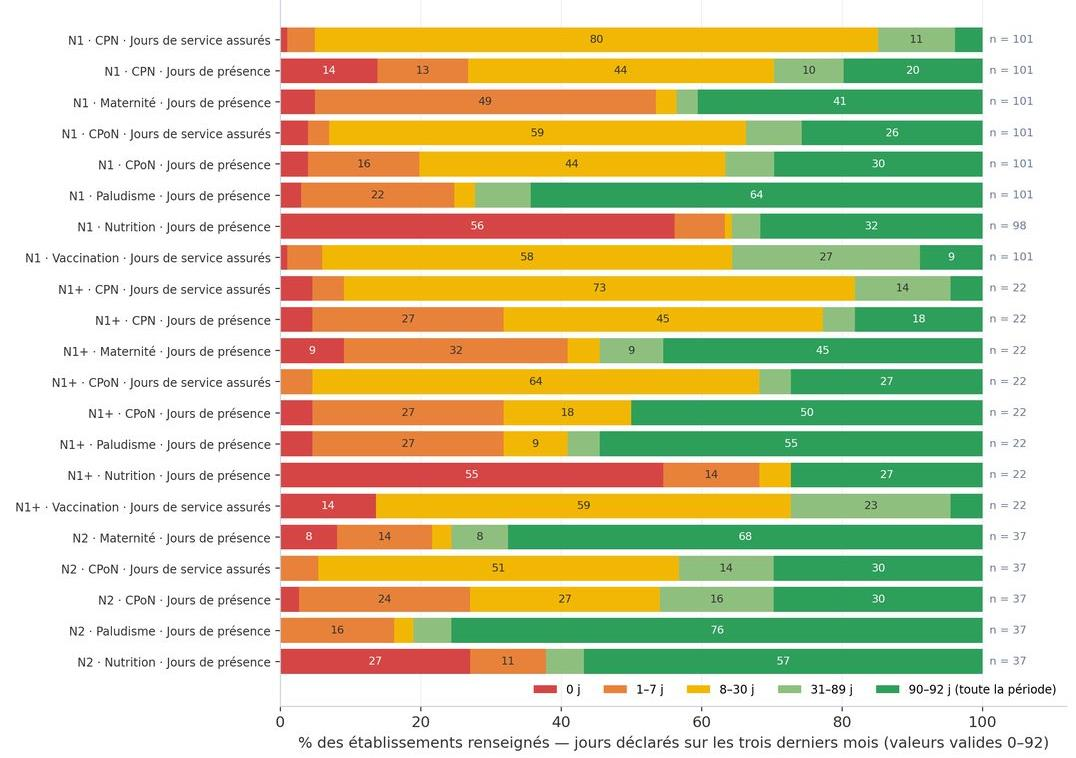 N1 · CPN · Jours de service assurés 80 11 n = 101
N1 · CPN · Jours de présence 14 13 44 10 20 n = 101
N1 · Maternité · Jours de présence 49 41 n = 101
N1 · CPoN · Jours de service assurés 59 26 n = 101
N1 · CPoN · Jours de présence 16 44 30 n = 101
N1 · Paludisme · Jours de présence 22 64 n = 101
N1 · Nutrition · Jours de présence 56 32 n = 98
N1 · Vaccination · Jours de service assurés 58 27 9 n = 101
N1+ · CPN · Jours de service assurés 73 14 n = 22
N1+ · CPN · Jours de présence 27 45 18 n = 22
N1+ · Maternité · Jours de présence 9 32 9 45 n = 22
N1+ · CPoN · Jours de service assurés 64 27 n = 22
N1+ · CPoN · Jours de présence 27 18 50 n = 22
N1+ · Paludisme · Jours de présence 27 9 55 n = 22
N1+ · Nutrition · Jours de présence 55 14 27 n = 22
N1+ · Vaccination · Jours de service assurés 14 59 23 n = 22
N2 · Maternité · Jours de présence 8 14 8 68 n = 37
N2 · CPoN · Jours de service assurés 51 14 30 n = 37
N2 · CPoN · Jours de présence 24 27 16 30 n = 37
N2 · Paludisme · Jours de présence 16 76 n = 37
N2 · Nutrition · Jours de présence 27 11 57 n = 37
0 j 1–7 j 8–30 j 31–89 j 90–92 j (toute la période)
0 20 40 60 80 100
% des établissements renseignés — jours déclarés sur les trois derniers mois (valeurs valides 0–92)